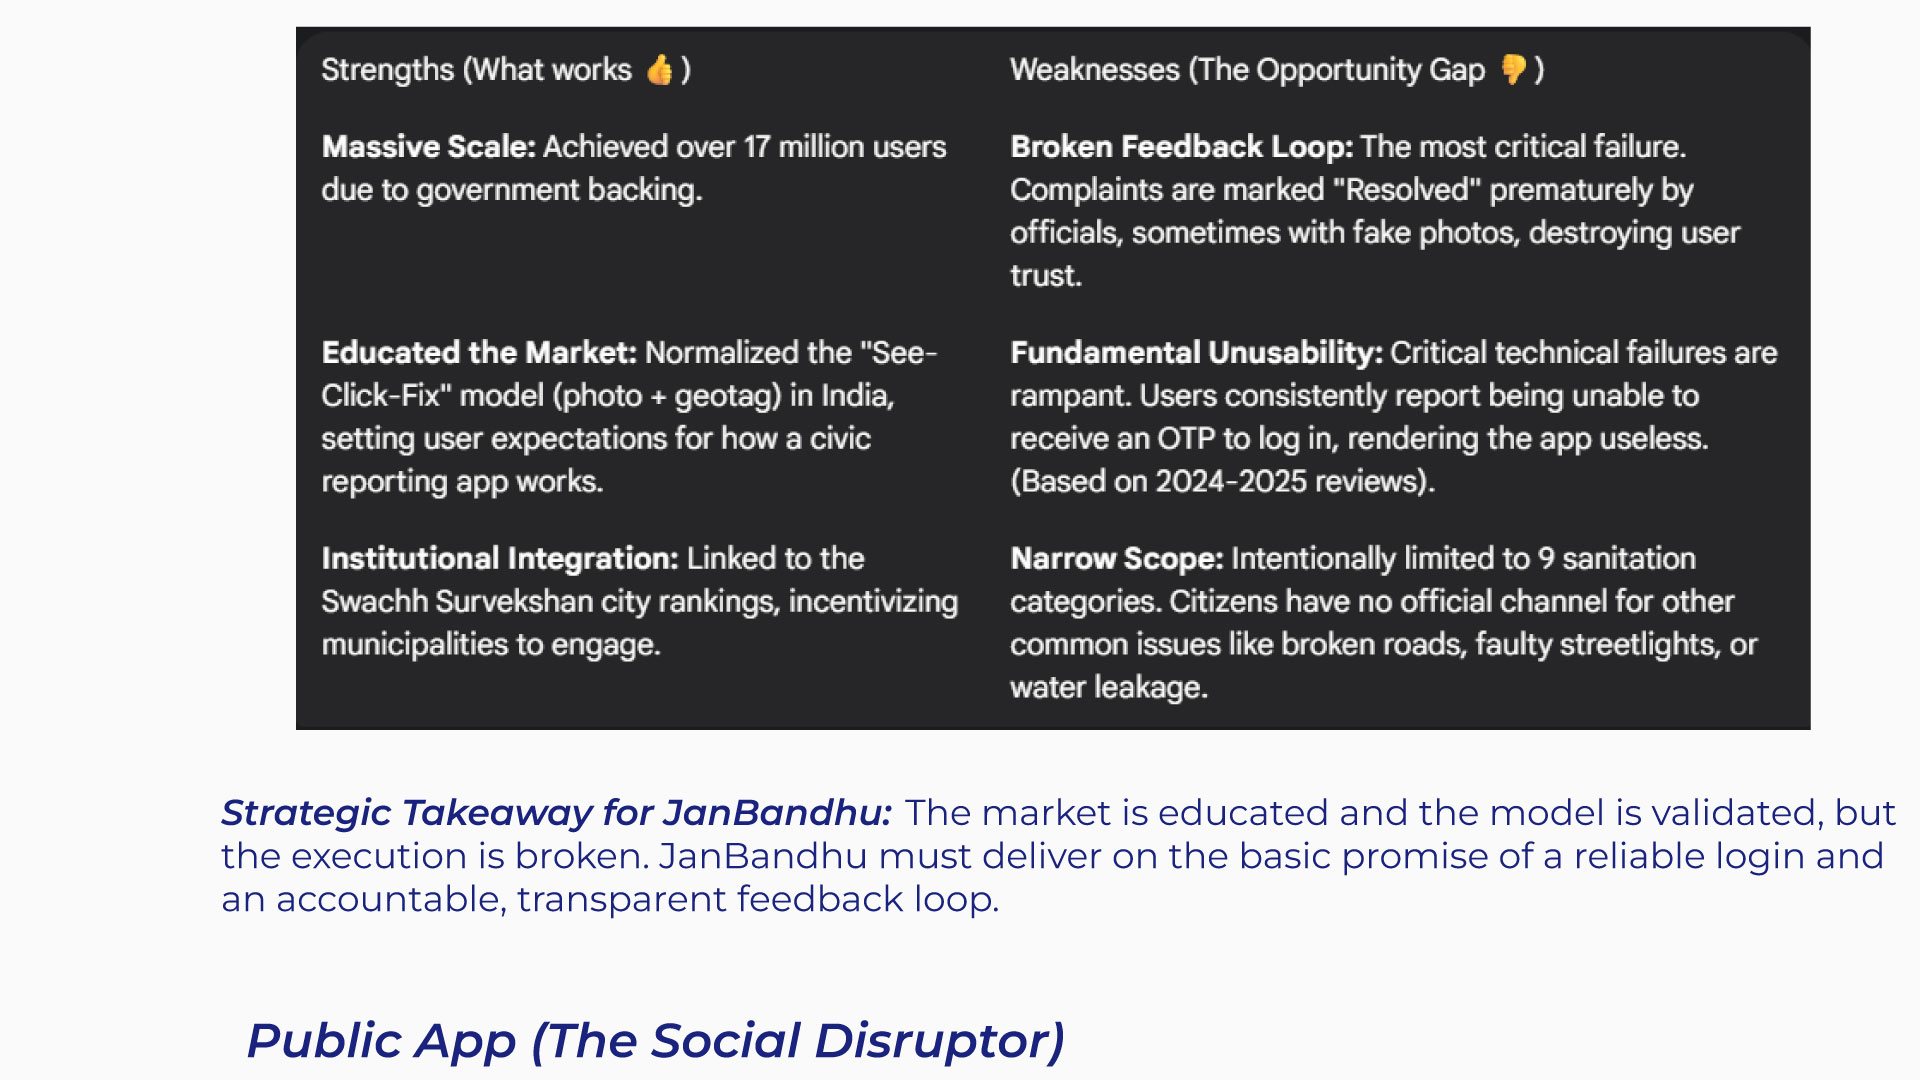 Strengths (What works 👍)
Weaknesses (The Opportunity Gap 👎)
Massive Scale: Achieved over 17 million users
due to government backing.
Broken Feedback Loop: The most critical failure.
Complaints are marked "Resolved" prematurely by
officials, sometimes with fake photos, destroying user
trust.
Educated the Market: Normalized the "See-
Click-Fix" model (photo + geotag) in India,
setting user expectations for how a civic
reporting app works.
Fundamental Unusability: Critical technical failures are
rampant. Users consistently report being unable to
receive an OTP to log in, rendering the app useless.
(Based on 2024-2025 reviews).
Institutional Integration: Linked to the
Swachh Survekshan city rankings, incentivizing
municipalities to engage.
Narrow Scope: Intentionally limited to 9 sanitation
categories. Citizens have no official channel for other
common issues like broken roads, faulty streetlights, or
water leakage.
Strategic Takeaway for JanBandhu: The market is educated and the model is validated, but
the execution is broken. JanBandhu must deliver on the basic promise of a reliable login and
an accountable, transparent feedback loop.
Public App (The Social Disruptor)